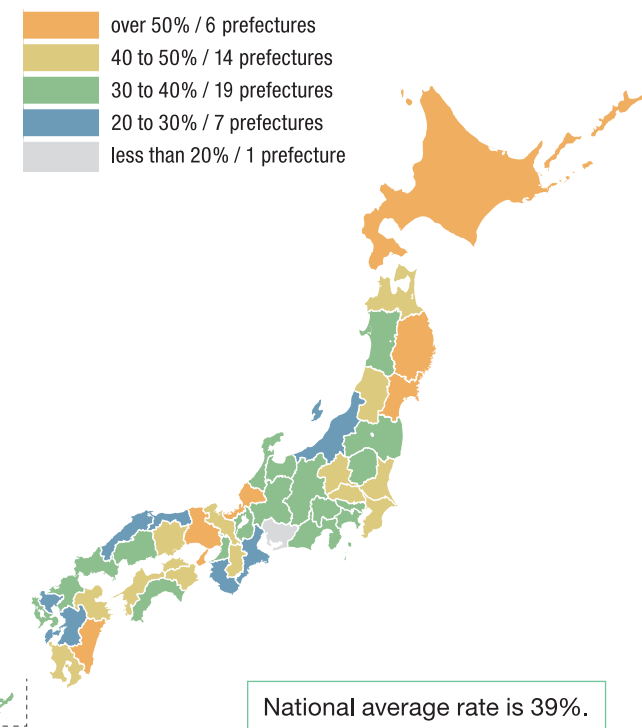 over 50% / 6 prefectures
40 to 50% / 14 prefectures
30 to 40% / 19 prefectures
20 to 30% / 7 prefectures
less than 20% / 1 prefecture
National average rate is 39%.